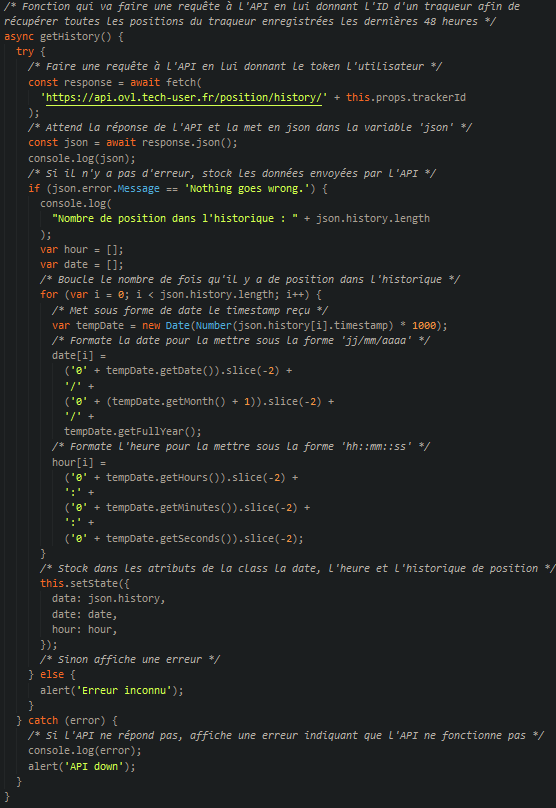 /* Fonction qui va faire une requête à l'API en lui donnant l'ID d'un traqueur afin de
récupérer toutes les positions du traqueur enregistrées les dernières 48 heures */
async getHistory() {
try {
/* Faire une requête à l'API en lui donnant le token l'utilisateur */
const response = await fetch(
'https://api.ovl.tech-user.fr/position/history/' + this.props.trackerId
);
/* Attend la réponse de l'API et la met en json dans la variable 'json' */
const json = await response.json();
console.log(json);
/* Si il n'y a pas d'erreur, stock les données envoyées par l'API */
if (json.error.Message == 'Nothing goes wrong.') {
console.log(
"Nombre de position dans l'historique : " + json.history.length
);
var hour = [];
var date = [];
/* Boucle le nombre de fois qu'il y a de position dans l'historique */
for (var i = 0; i < json.history.length; i++) {
/* Met sous forme de date le timestamp reçu */
var tempDate = new Date(Number(json.history[i].timestamp) * 1000);
/* Formate la date pour la mettre sous la forme 'jj/mm/aaaa' */
date[i] =
('0' + tempDate.getDate()).slice(-2) +
'/' +
('0' + (tempDate.getMonth() + 1)).slice(-2) +
'/' +
tempDate.getFullYear();
/* Formate l'heure pour la mettre sous la forme 'hh::mm::ss' */
hour[i] =
('0' + tempDate.getHours()).slice(-2) +
':' +
('0' + tempDate.getMinutes()).slice(-2) +
':' +
('0' + tempDate.getSeconds()).slice(-2);
}
/* Stock dans les atributs de la class la date, l'heure et l'historique de position */
this.setState({
data: json.history,
date: date,
hour: hour,
});
/* Sinon affiche une erreur */
} else {
alert('Erreur inconnu');
}
} catch (error) {
/* Si l'API ne répond pas, affiche une erreur indiquant que l'API ne fonctionne pas */
console.log(error);
alert('API down');
}
}